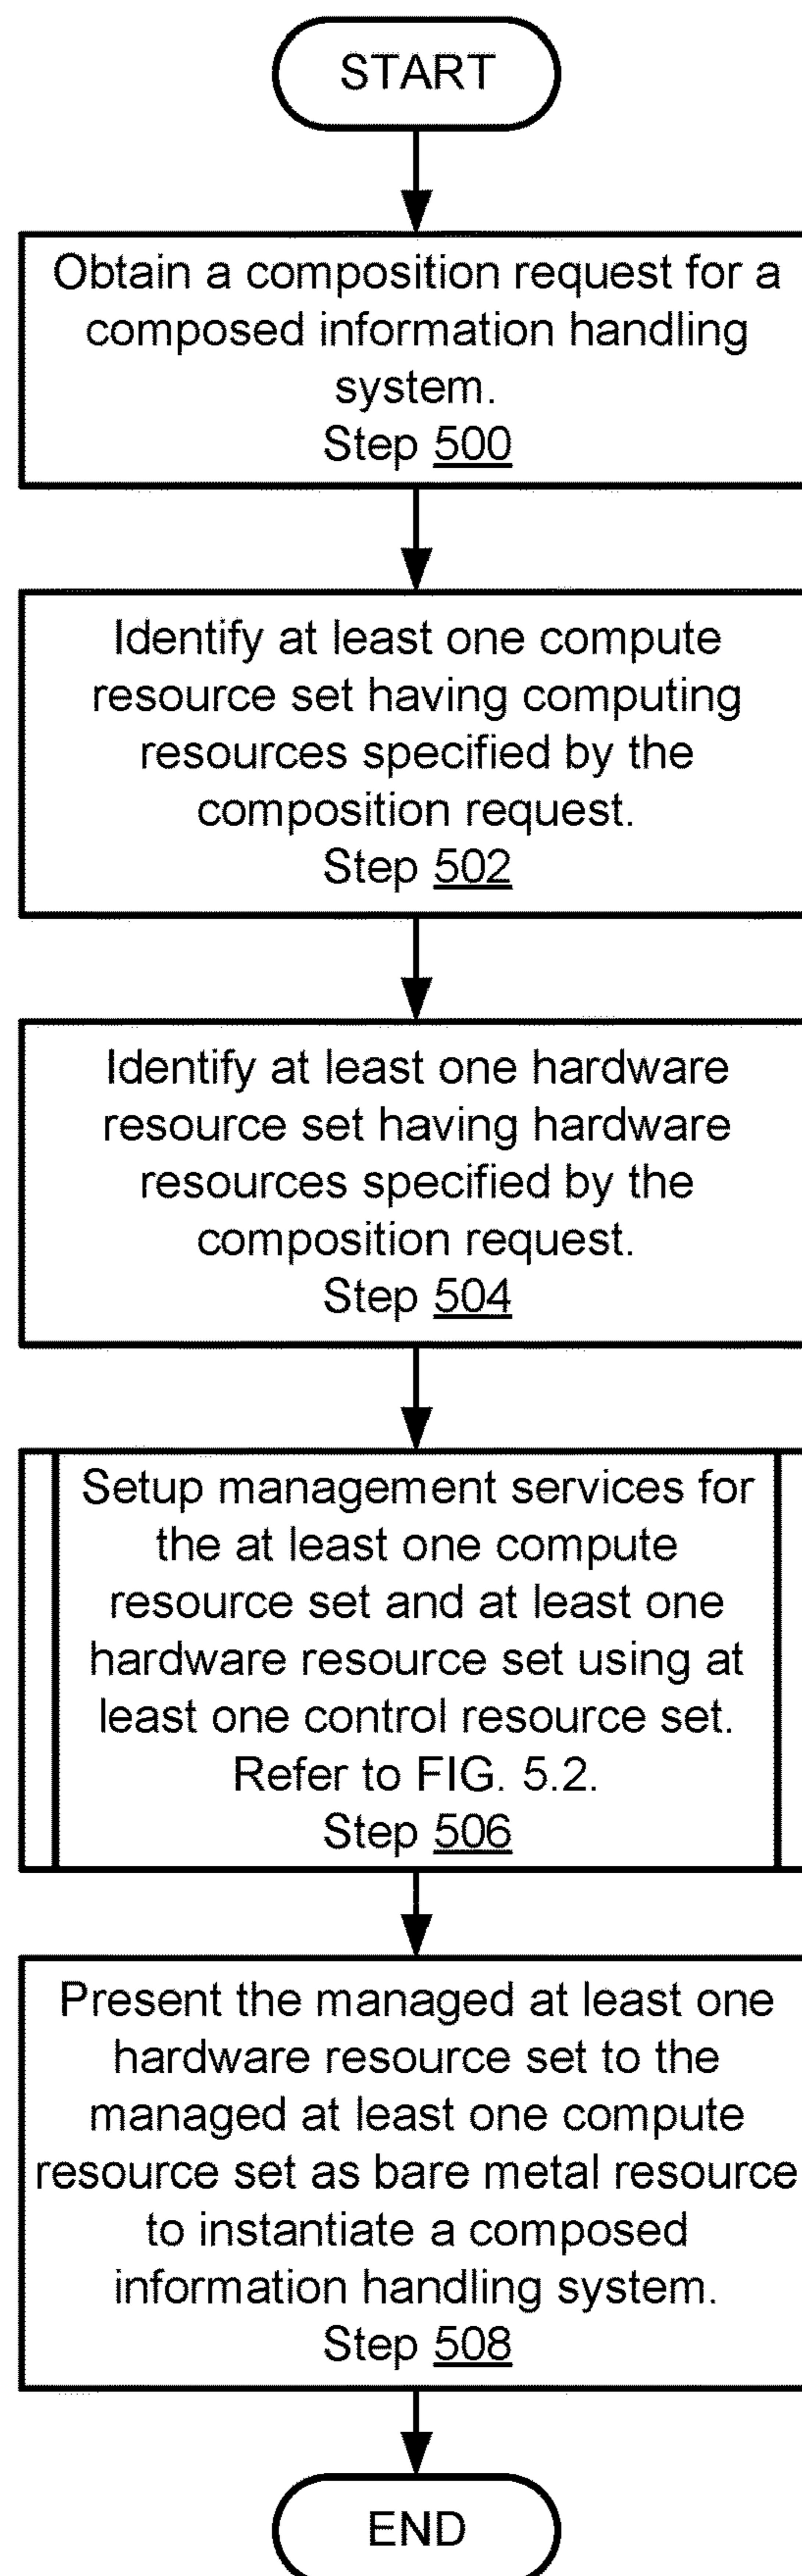 START
Obtain a composition request for a
composed information handling
system.
Step 500
Identify at least one compute
resource set having computing
resources specified by the
composition request.
Step 502
Identify at least one hardware
resource set having hardware
resources specified by the
composition request.
Step 504
Setup management services for
the at least one compute
resource set and at least one
hardware resource set using at
least one control resource set.
Refer to FIG. 5.2.
Step 506
Present the managed at least one
hardware resource set to the
managed at least one compute
resource set as bare metal resource
to instantiate a composed
information handling system.
Step 508
END